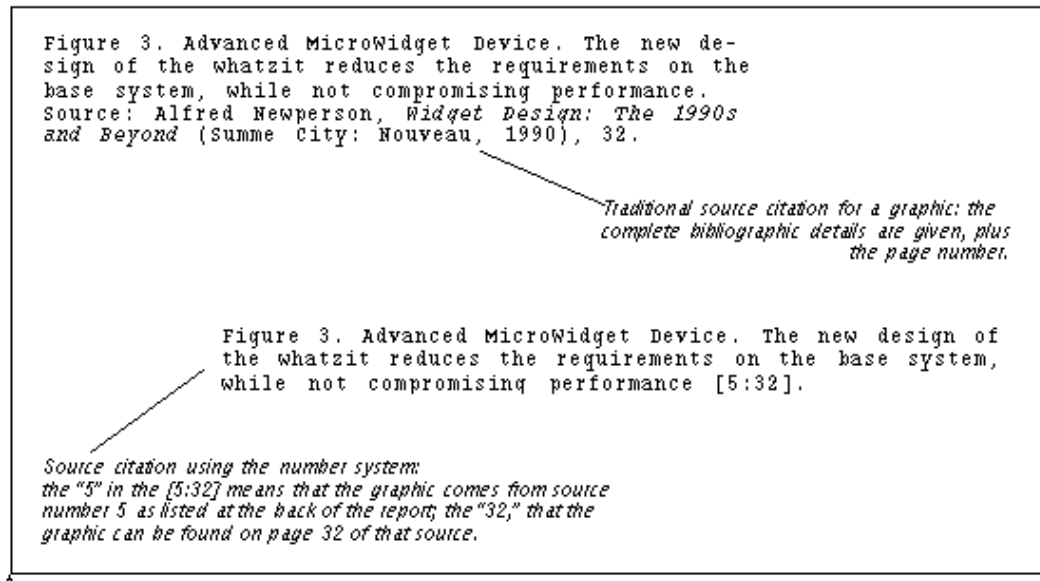 Figure 3. Advanced MicroWidget Device. The new de-
sign of the whatzit reduces the requirements on the
base system, while not compromising performance.
Source: Alfred Newperson, Widget Design: The 1990s
and Beyond (Summe City: Nouveau, 1990), 32.
Traditional source citation for a graphic: the
complete bibliographic details are given, plus
the page number.
Figure 3. Advanced MicroWidget Device. The new design of
the whatzit reduces the requirements on the base system,
while not compromising performance [5:32].
Source citation using the number system:
the "5" in the [5:32] means that the graphic comes from source
number 5 as listed at the back of the report; the "32," that the
graphic can be found on page 32 of that source.